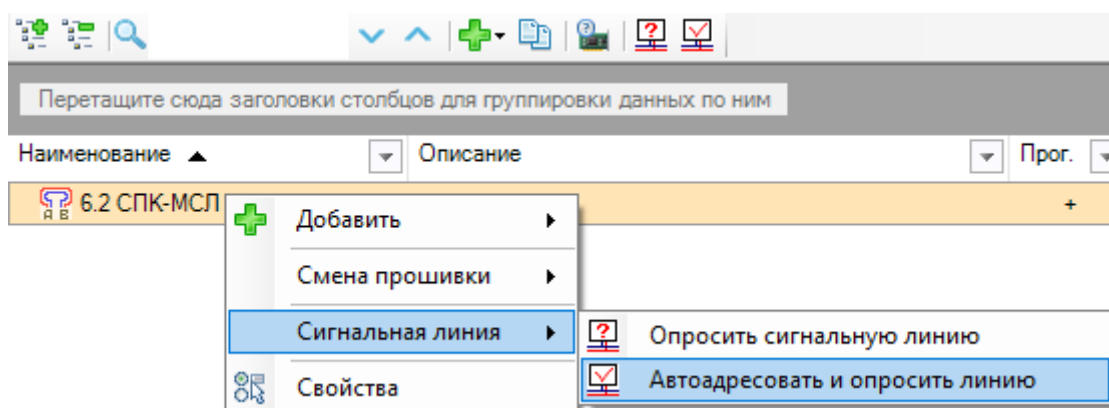 Перетащите сюда заголовки столбцов для группировки данных по ним
Наименование Описание Прог.
6.2 СПК-МСЛ +
Добавить
Смена прошивки
Сигнальная линия
Опросить сигнальную линию
Свойства
Автоадресовать и опросить линию